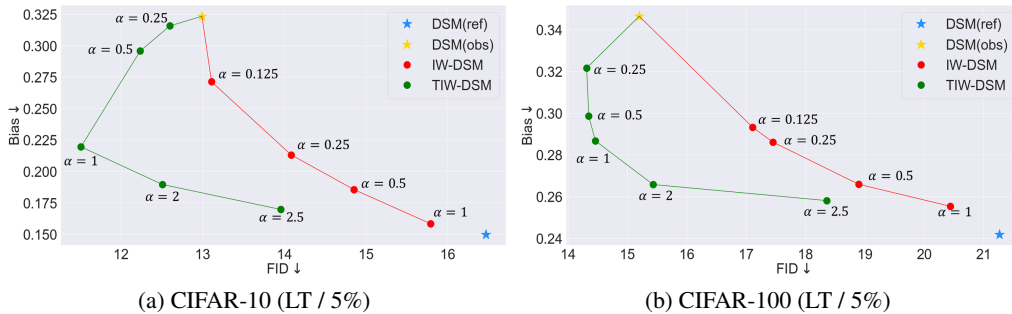 0.325
0.300
0.275
0.250
0.225
0.200
0.175
0.150
Bias ↓
12
13
14
15
16
FID ↓
α = 0.25
α = 0.5
α = 1
α = 2
α = 2.5
α = 0.125
α = 0.25
α = 0.5
α = 1
DSM(ref)
DSM(obs)
IW-DSM
TIW-DSM
(a) CIFAR-10 (LT / 5%)
0.34
0.32
0.30
0.28
0.26
0.24
Bias ↓
14
15
16
17
18
19
20
21
FID ↓
α = 0.25
α = 0.5
α = 1
α = 2
α = 2.5
α = 0.125
α = 0.25
α = 0.5
α = 1
DSM(ref)
DSM(obs)
IW-DSM
TIW-DSM
(b) CIFAR-100 (LT / 5%)